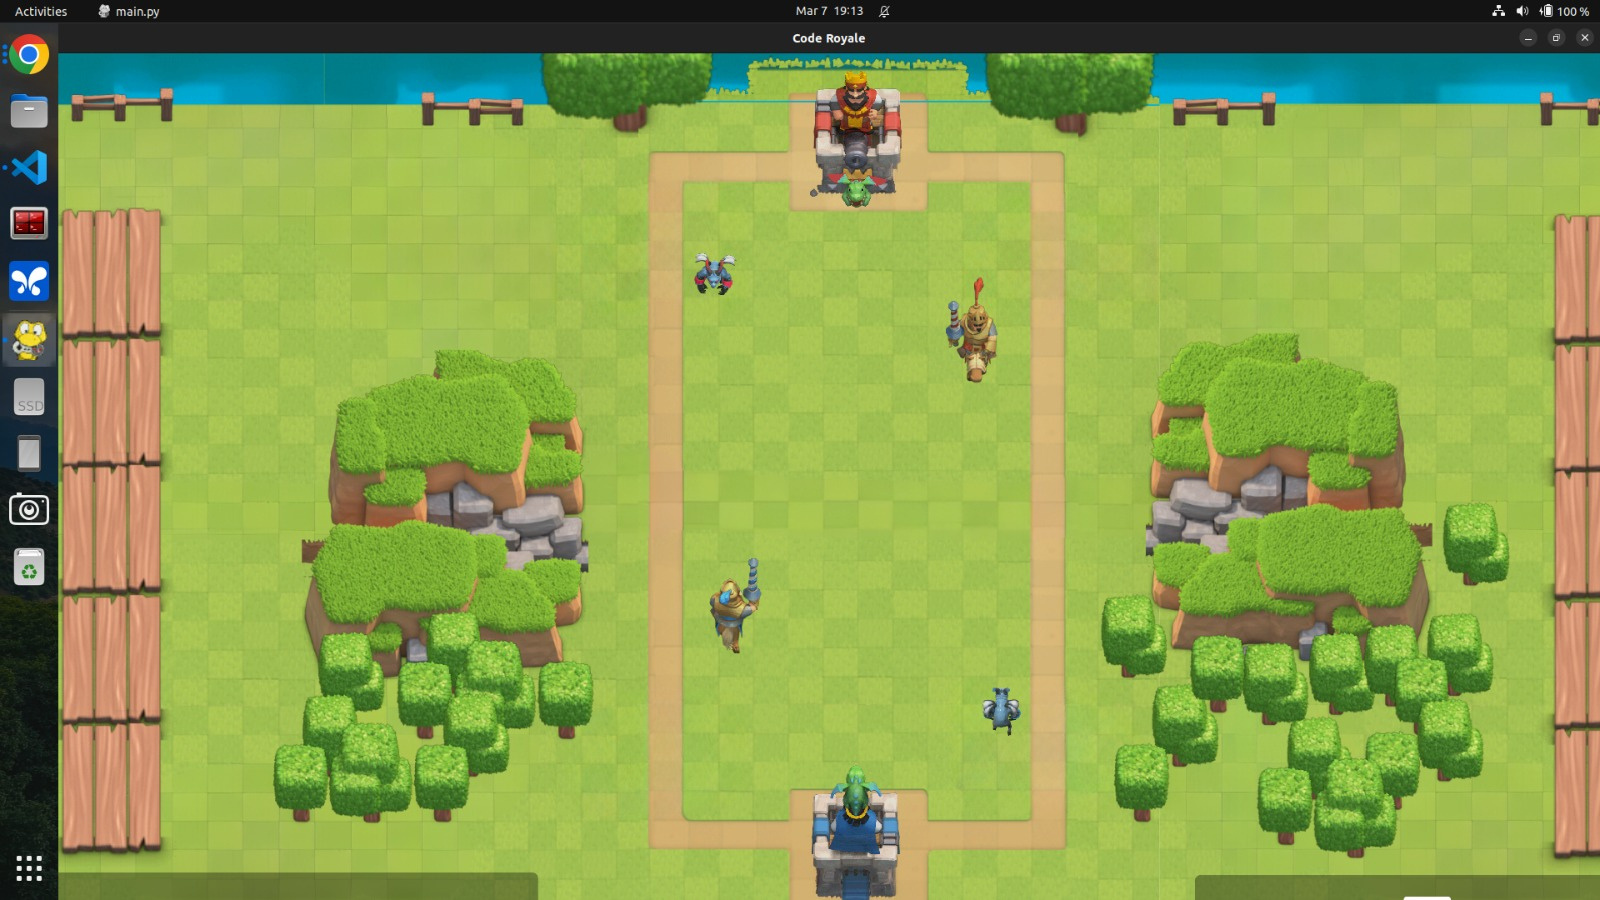 Activities
main.py
Mar 7 19:13
100 %
Code Royale
SSD